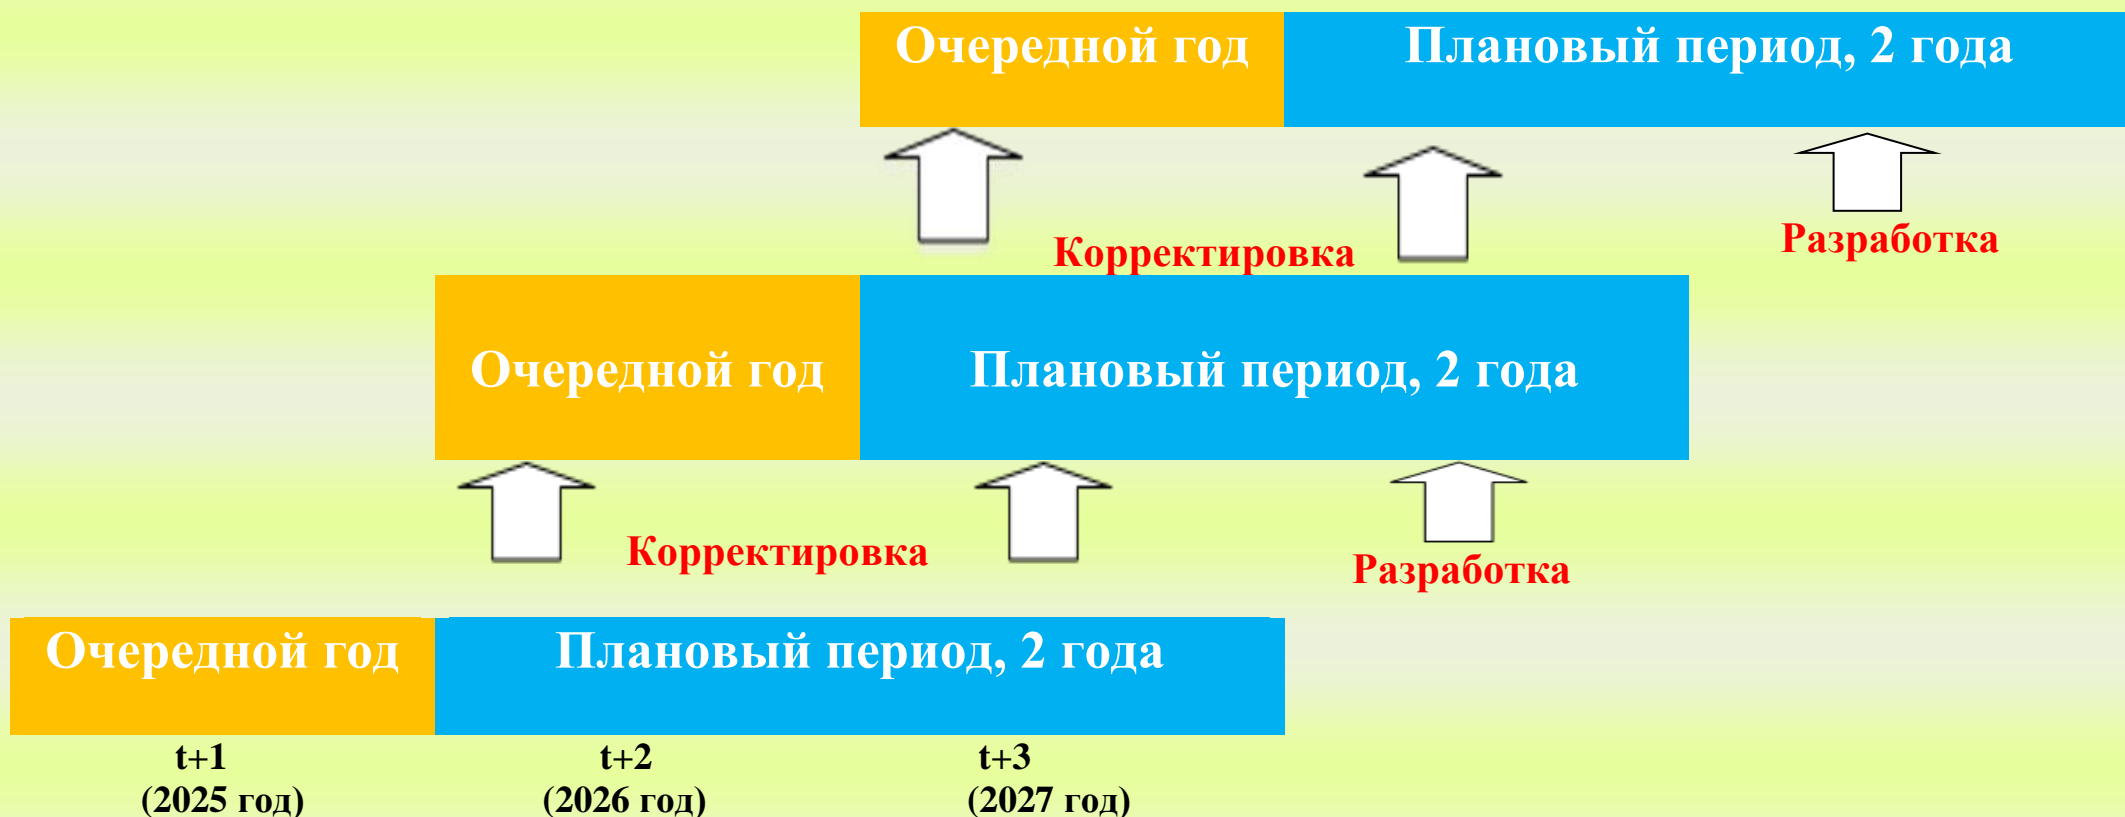 Очередной год
Плановый период, 2 года
Корректировка
Разработка
Очередной год
Плановый период, 2 года
Корректировка
Разработка
Очередной год
Плановый период, 2 года
t+1
(2025 год)
t+2
(2026 год)
t+3
(2027 год)